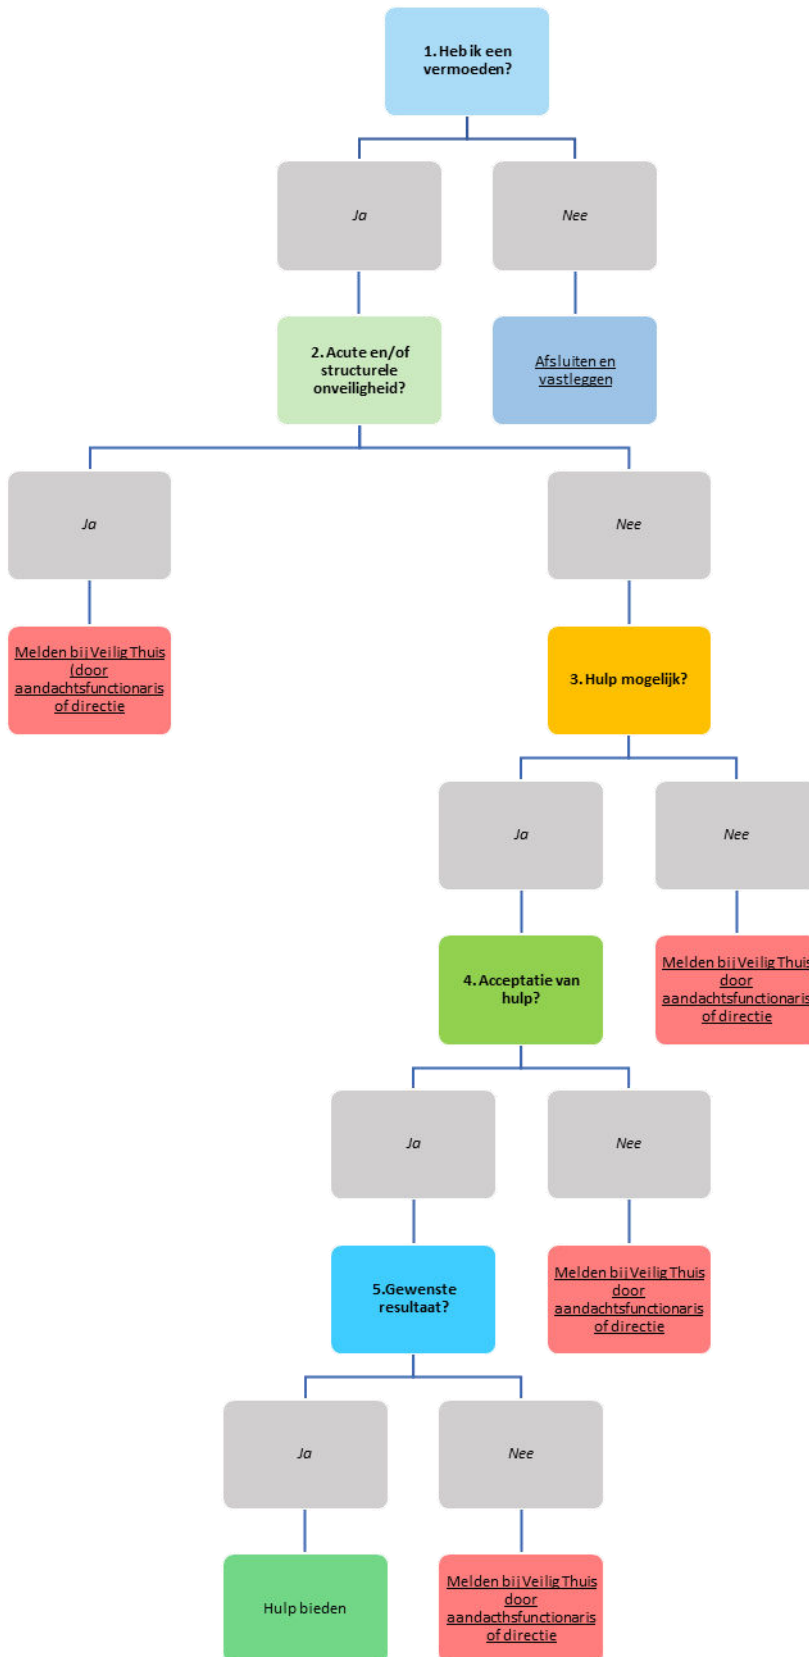 1. Heb ik een
vermoeden?
Ja
Nee
2. Acute en/of
structurele
onveiligheid?
Afsluiten en
vastleggen
Ja
Nee
Melden bij Veilig Thuis
(door
aandachtsfunctionaris
of directie
3. Hulp mogelijk?
Ja
Nee
4. Acceptatie van
hulp?
Melden bij Veilig Thuis
door
aandachtsfunctionaris
of directie
Ja
Nee
5.Gewenste
resultaat?
Melden bij Veilig Thuis
door
aandachtsfunctionaris
of directie
Ja
Nee
Hulp bieden
Melden bij Veilig Thuis
door
aandacthsfunctionaris
of directie